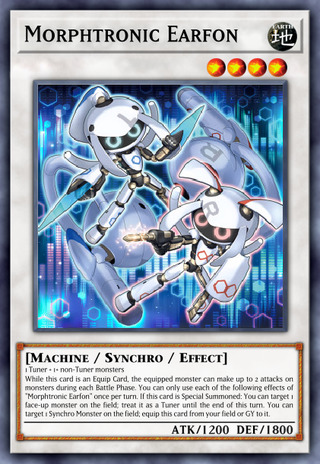 Morphtronic Earfon
EARTH
地
[Machine / Synchro / Effect]
1 Tuner + 1+ non-Tuner monsters
While this card is an Equip Card, the equipped monster can make up to 2 attacks on
monsters during each Battle Phase. You can only use each of the following effects of
"Morphtronic Earfon" once per turn. If this card is Special Summoned: You can target 1
face-up monster on the field; treat it as a Tuner until the end of this turn. You can
target 1 Synchro Monster on the field; equip this card from your field or GY to it.
ATK/1200 DEF/1800